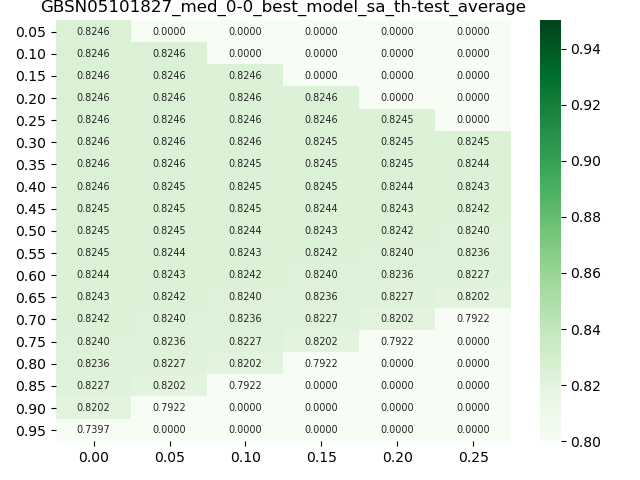 GBSN05101827_med_0-0_best_model_sa_th-test_average
0.05 0.8246 0.0000 0.0000 0.0000 0.0000 0.0000
0.10 0.8246 0.8246 0.0000 0.0000 0.0000 0.0000
0.15 0.8246 0.8246 0.8246 0.0000 0.0000 0.0000
0.20 0.8246 0.8246 0.8246 0.8246 0.0000 0.0000
0.25 0.8246 0.8246 0.8246 0.8246 0.8245 0.0000
0.30 0.8246 0.8246 0.8246 0.8245 0.8245 0.8245
0.35 0.8246 0.8246 0.8245 0.8245 0.8245 0.8244
0.40 0.8246 0.8245 0.8245 0.8245 0.8244 0.8243
0.45 0.8245 0.8245 0.8245 0.8244 0.8243 0.8242
0.50 0.8245 0.8245 0.8244 0.8243 0.8242 0.8240
0.55 0.8245 0.8244 0.8243 0.8242 0.8240 0.8236
0.60 0.8244 0.8243 0.8242 0.8240 0.8236 0.8227
0.65 0.8243 0.8242 0.8240 0.8236 0.8227 0.8202
0.70 0.8242 0.8240 0.8236 0.8227 0.8202 0.7922
0.75 0.8240 0.8236 0.8227 0.8202 0.7922 0.0000
0.80 0.8236 0.8227 0.8202 0.7922 0.0000 0.0000
0.85 0.8227 0.8202 0.7922 0.0000 0.0000 0.0000
0.90 0.8202 0.7922 0.0000 0.0000 0.0000 0.0000
0.95 0.7397 0.0000 0.0000 0.0000 0.0000 0.0000
0.00 0.05 0.10 0.15 0.20 0.25
0.94
0.92
0.90
0.88
0.86
0.84
0.82
0.80